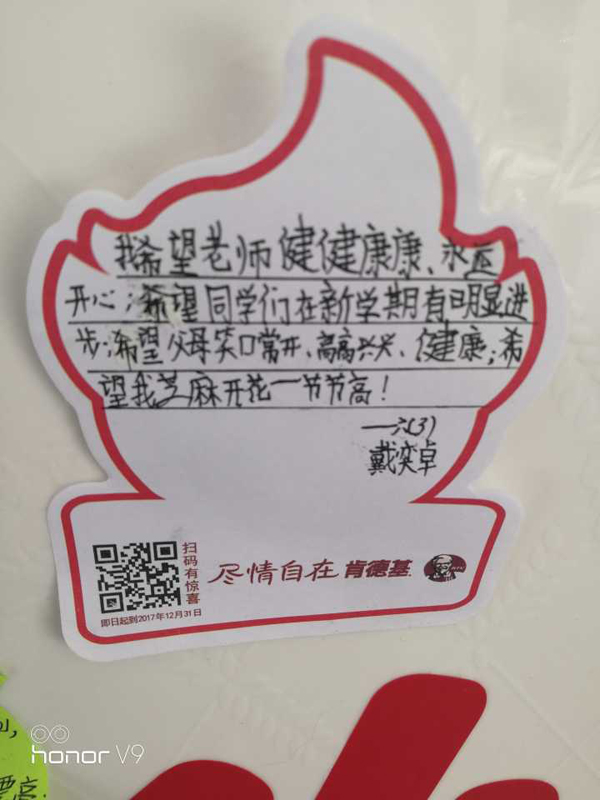 我希望老师健健康康、永远
开心；希望同学们在新学期有明显进
步；希望父母笑口常开、高高兴兴、健康；希
望我芝麻开花一节节高！
—六(3)
戴奕卓
扫码有惊喜
尽情自在 肯德基
即日起到2017年12月31日
honor V9